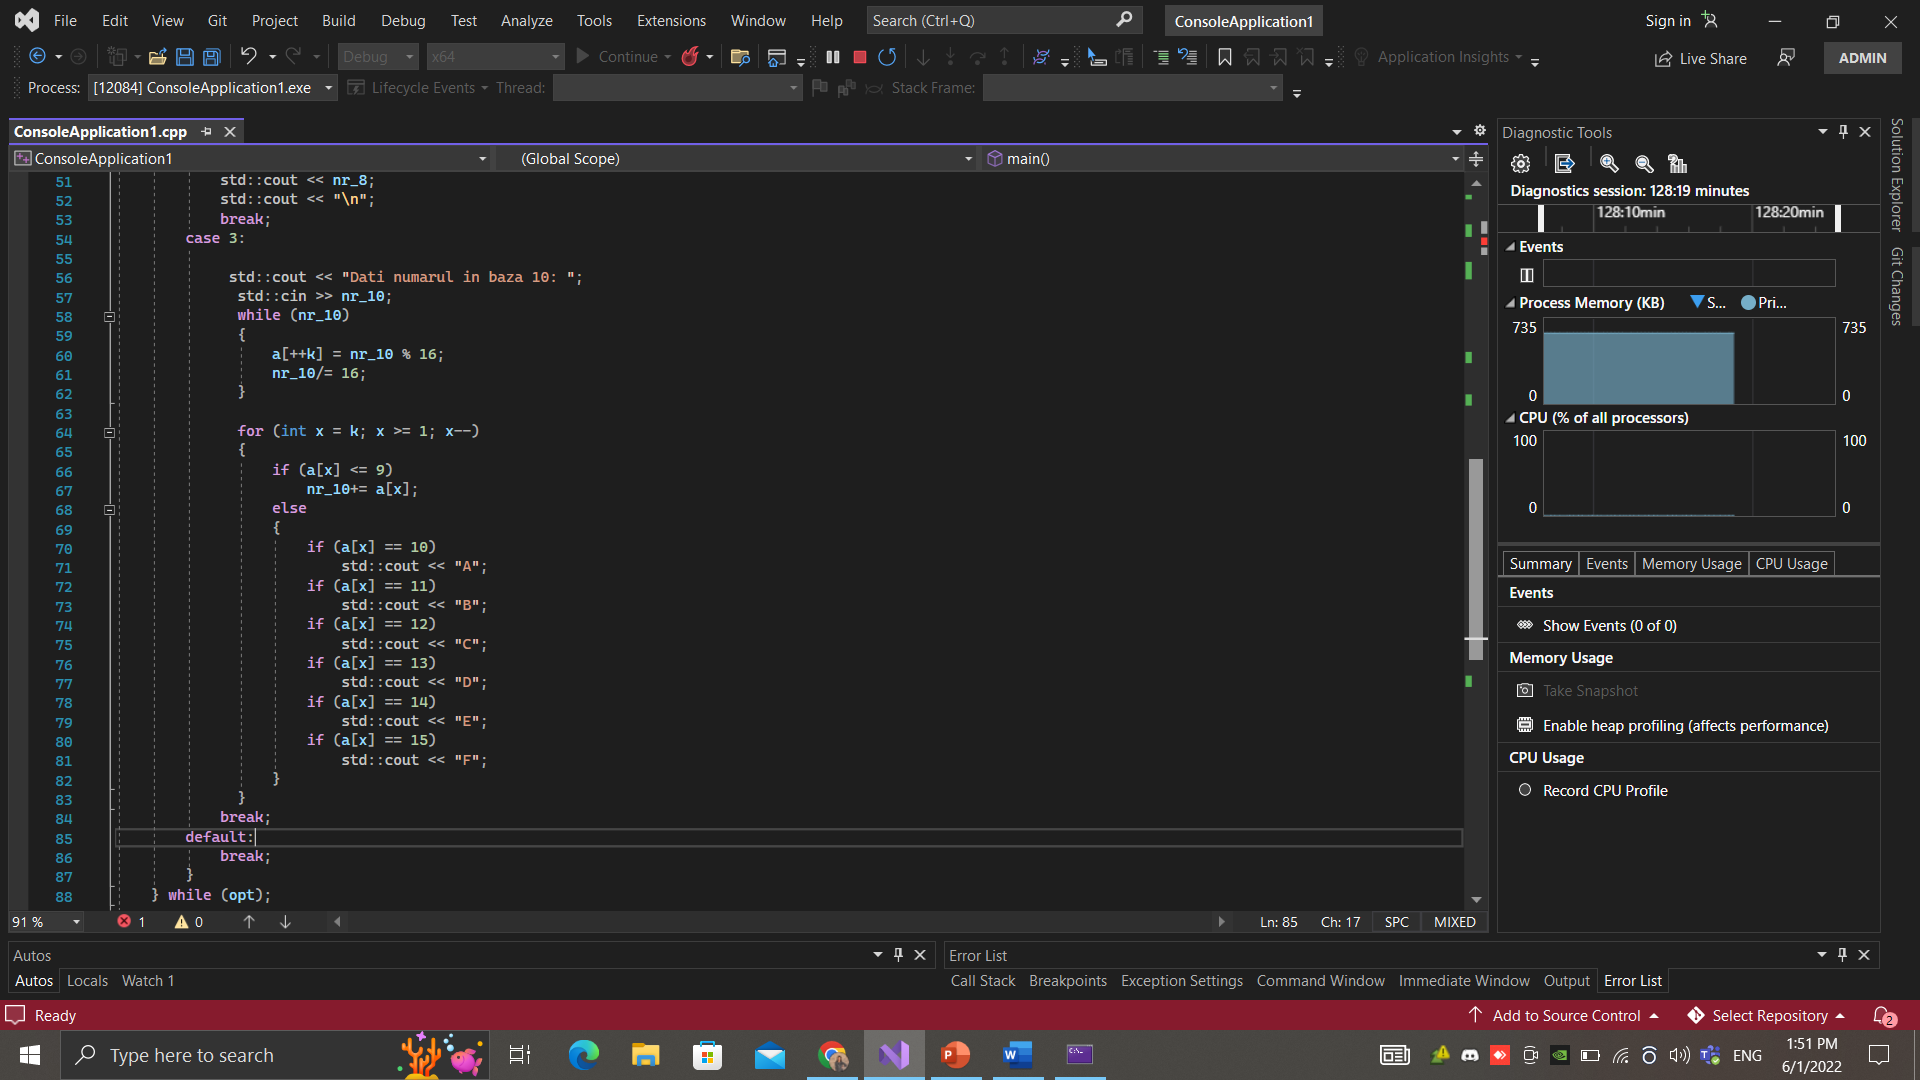 File Edit View Git Project Build Debug Test Analyze Tools Extensions Window Help Search (Ctrl+Q) ConsoleApplication1 Sign in
Debug x64 Continue Application Insights Live Share ADMIN
Process: [12084] ConsoleApplication1.exe Lifecycle Events Thread: Stack Frame:
ConsoleApplication1.cpp
ConsoleApplication1 (Global Scope) main()
51 std::cout << nr_8;
52 std::cout << "\n";
53 break;
54 case 3:
55
56 std::cout << "Dati numarul in baza 10: ";
57 std::cin >> nr_10;
58 while (nr_10)
59 {
60 a[++k] = nr_10 % 16;
61 nr_10/= 16;
62 }
63
64 for (int x = k; x >= 1; x--)
65 {
66 if (a[x] <= 9)
67 nr_10+= a[x];
68 else
69 {
70 if (a[x] == 10)
71 std::cout << "A";
72 if (a[x] == 11)
73 std::cout << "B";
74 if (a[x] == 12)
75 std::cout << "C";
76 if (a[x] == 13)
77 std::cout << "D";
78 if (a[x] == 14)
79 std::cout << "E";
80 if (a[x] == 15)
81 std::cout << "F";
82 }
83 }
84 break;
85 default:
86 break;
87 }
88 } while (opt);
91 % 1 0 Ln: 85 Ch: 17 SPC MIXED
Diagnostic Tools
Diagnostics session: 128:19 minutes
128:10min 128:20min
Events
Process Memory (KB) S... Pri...
735 735
0 0
CPU (% of all processors)
100 100
0 0
Summary Events Memory Usage CPU Usage
Events
Show Events (0 of 0)
Memory Usage
Take Snapshot
Enable heap profiling (affects performance)
CPU Usage
Record CPU Profile
Solution Explorer
Git Changes
Autos
Autos Locals Watch 1
Error List
Call Stack Breakpoints Exception Settings Command Window Immediate Window Output Error List
Ready Add to Source Control Select Repository 2
Type here to search
ENG 1:51 PM
6/1/2022